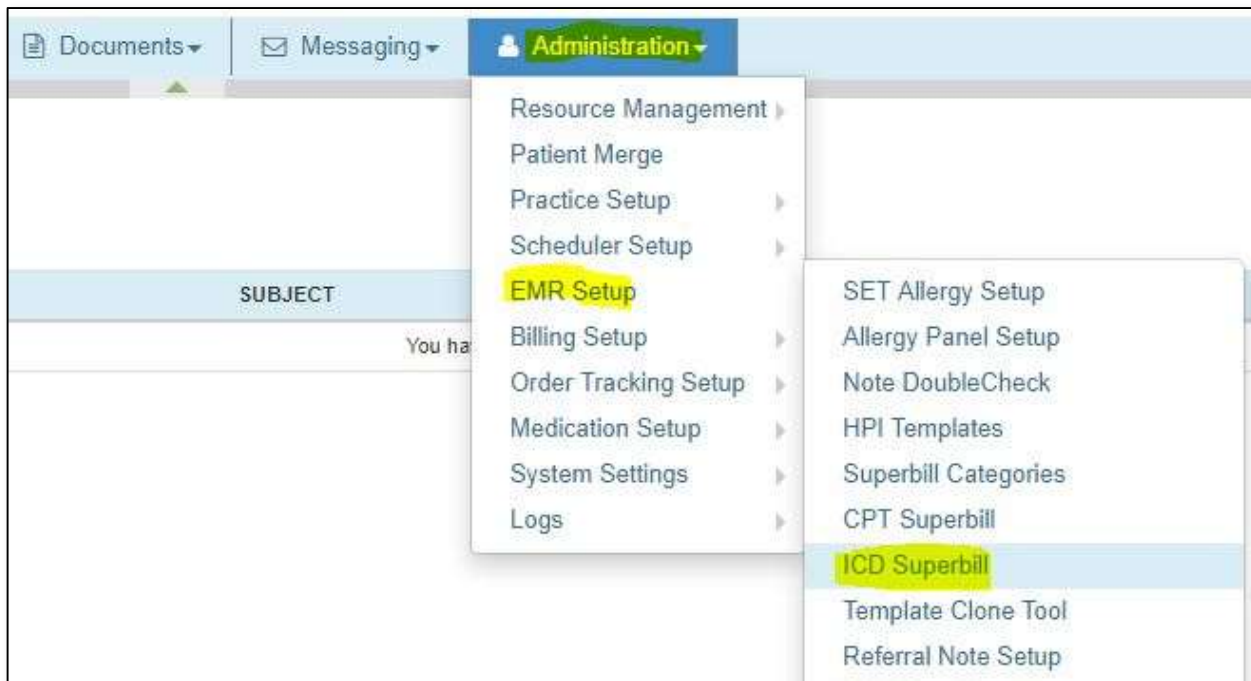 Documents Messaging Administration
Resource Management
Patient Merge
Practice Setup
Scheduler Setup
SUBJECT EMR Setup SET Allergy Setup
You ha Billing Setup Allergy Panel Setup
Order Tracking Setup Note DoubleCheck
Medication Setup HPI Templates
System Settings Superbill Categories
Logs CPT Superbill
ICD Superbill
Template Clone Tool
Referral Note Setup